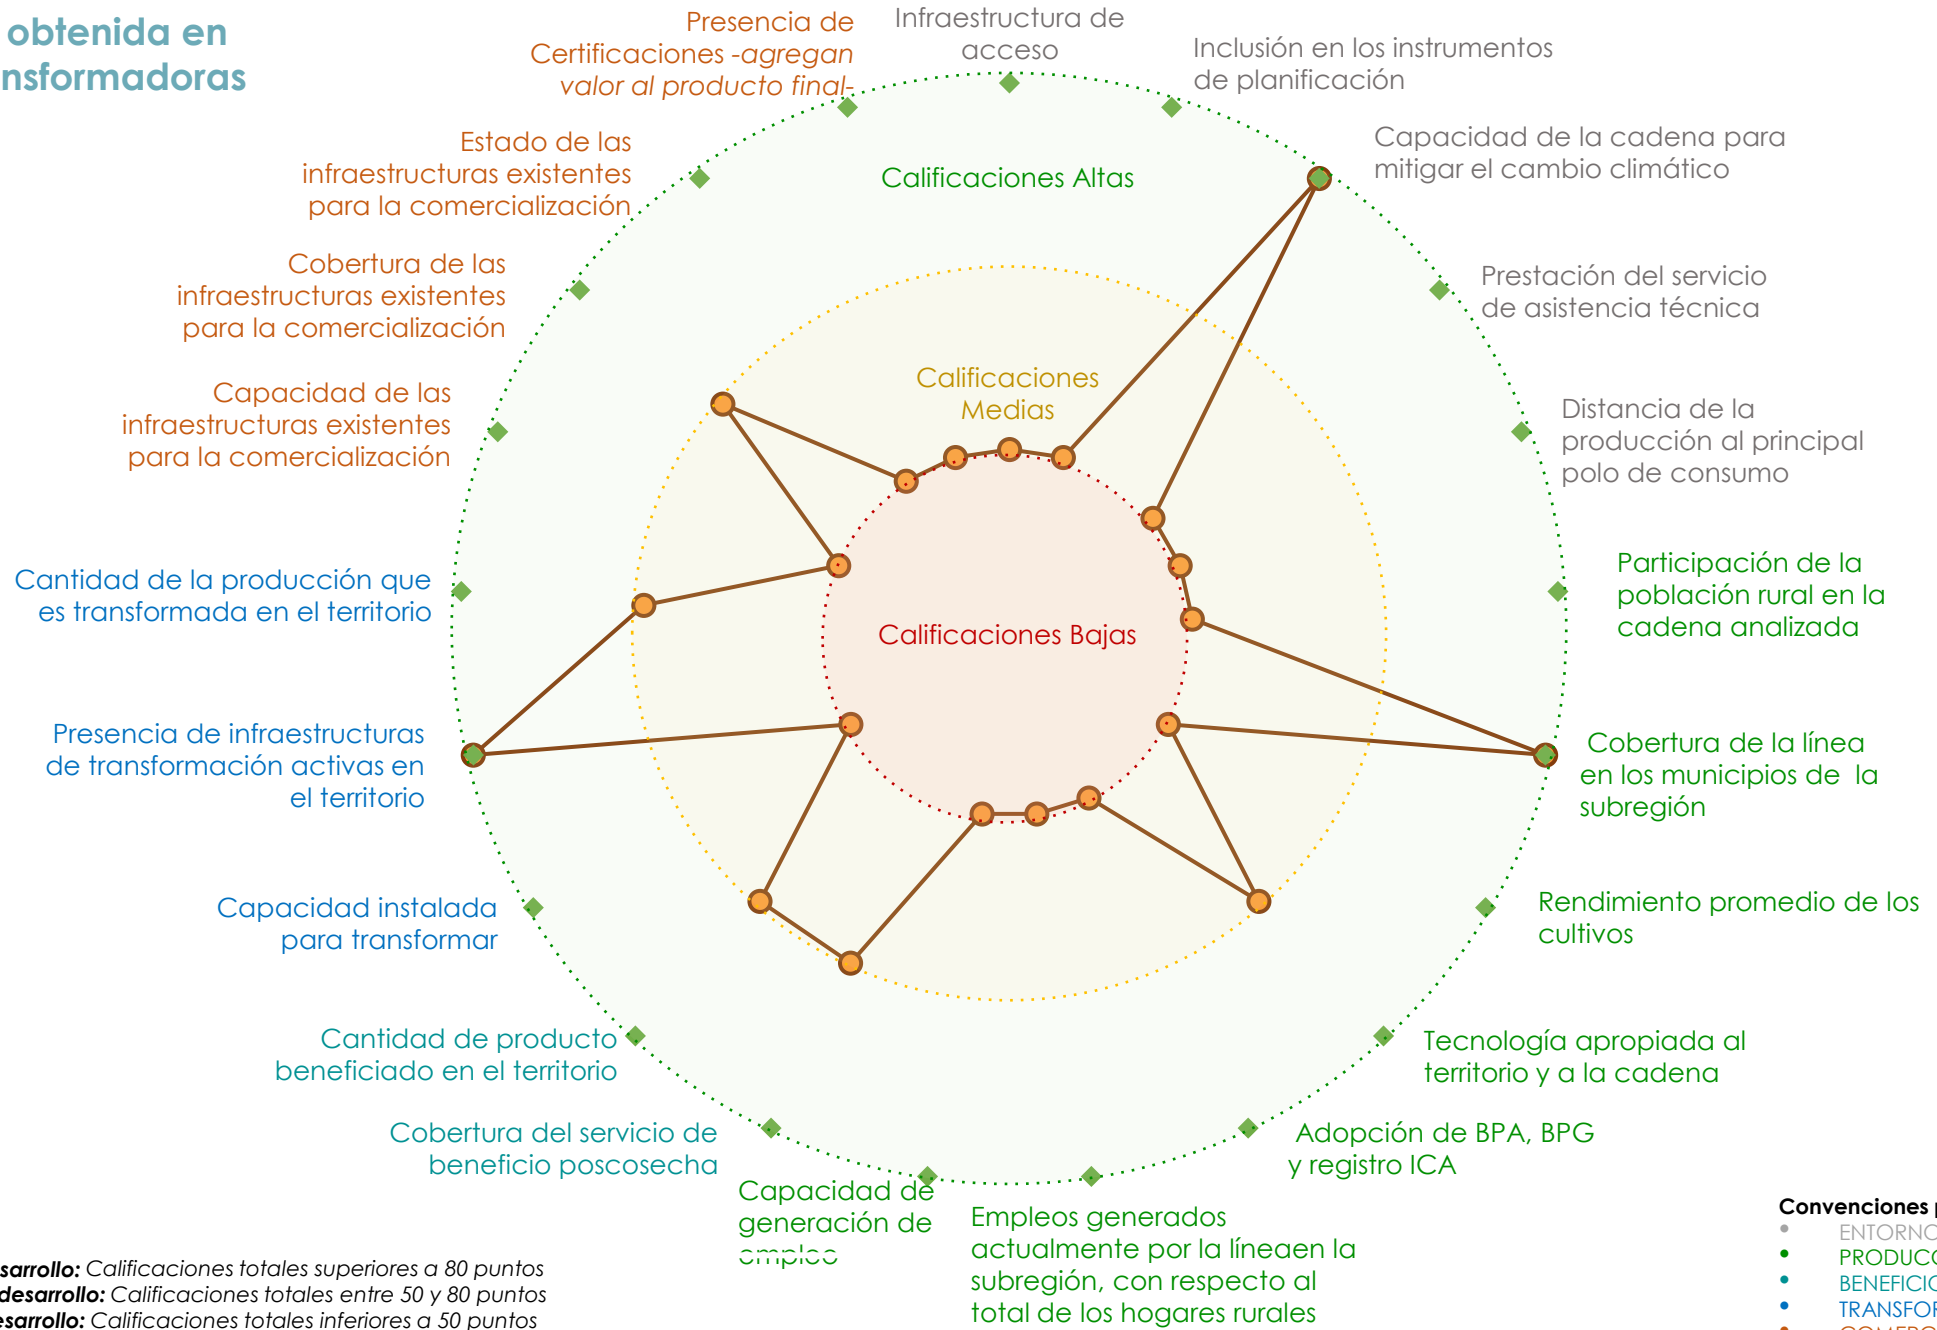 obtenida en
nsformadoras
Presencia de
Certificaciones -agregan
valor al producto final-
Infraestructura de
acceso
Inclusión en los instrumentos
de planificación
Capacidad de la cadena para
mitigar el cambio climático
Estado de las
infraestructuras existentes
para la comercialización
Calificaciones Altas
Cobertura de las
infraestructuras existentes
para la comercialización
Prestación del servicio
de asistencia técnica
Capacidad de las
infraestructuras existentes
para la comercialización
Calificaciones
Medias
Distancia de la
producción al principal
polo de consumo
Cantidad de la producción que
es transformada en el territorio
Calificaciones Bajas
Participación de la
población rural en la
cadena analizada
Presencia de infraestructuras
de transformación activas en
el territorio
Cobertura de la línea
en los municipios de  la
subregión
Capacidad instalada
para transformar
Rendimiento promedio de los
cultivos
Cantidad de producto
beneficiado en el territorio
Tecnología apropiada al
territorio y a la cadena
Cobertura del servicio de
beneficio poscosecha
Adopción de BPA, BPG
y registro ICA
Capacidad de
generación de
empleo
Empleos generados
actualmente por la líneaen la
subregión, con respecto al
total de los hogares rurales
sarrollo: Calificaciones totales superiores a 80 puntos
desarrollo: Calificaciones totales entre 50 y 80 puntos
esarrollo: Calificaciones totales inferiores a 50 puntos
Convenciones p
• ENTORNO
• PRODUCC
• BENEFICIO
• TRANSFOR
• COMERC